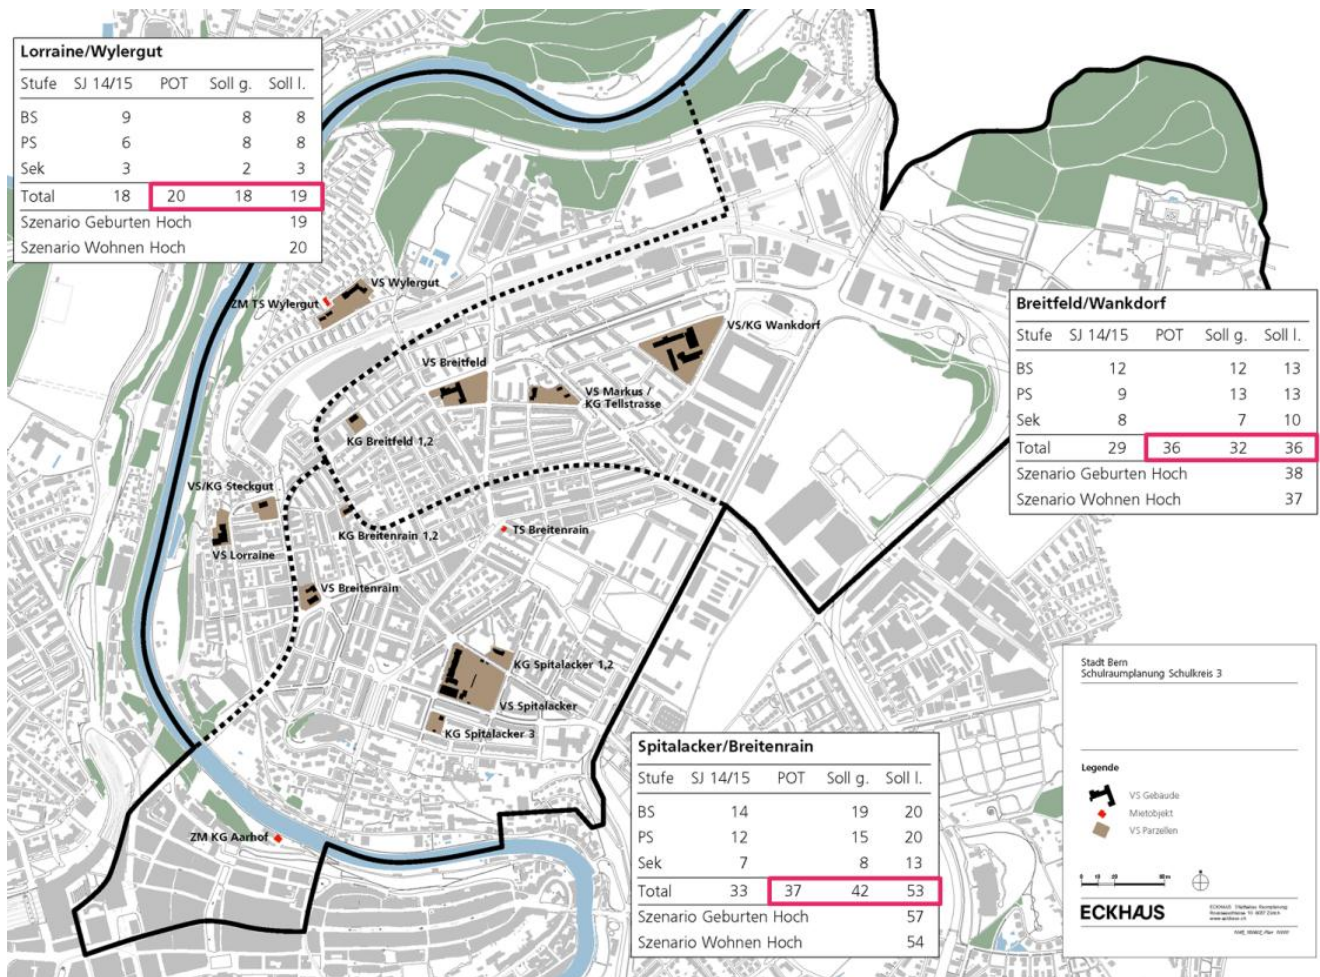 Lorraine/Wylergut
Stufe SJ 14/15 POT Soll g. Soll l.
BS 9 8 8
PS 6 8 8
Sek 3 2 3
Total 18 20 18 19
Szenario Geburten Hoch 19
Szenario Wohnen Hoch 20
VS Wylergut
ZM TS Wylergut
VS/KG Wankdorf
VS Breitfeld
VS Markus /
KG Tellstrasse
KG Breitfeld 1,2
Breitfeld/Wankdorf
Stufe SJ 14/15 POT Soll g. Soll l.
BS 12 12 13
PS 9 13 13
Sek 8 7 10
Total 29 36 32 36
Szenario Geburten Hoch 38
Szenario Wohnen Hoch 37
VS/KG Steckgut
KG Breitenrain 1,2
TS Breitenrain
VS Lorraine
VS Breitenrain
KG Spitalacker 1,2
VS Spitalacker
KG Spitalacker 3
ZM KG Aarhof
Spitalacker/Breitenrain
Stufe SJ 14/15 POT Soll g. Soll l.
BS 14 19 20
PS 12 15 20
Sek 7 8 13
Total 33 37 42 53
Szenario Geburten Hoch 57
Szenario Wohnen Hoch 54
Stadt Bern
Schulraumplanung Schulkreis 3
Legende
VS Gebäude
Mietobjekt
VS Parzellen
ECKHAUS